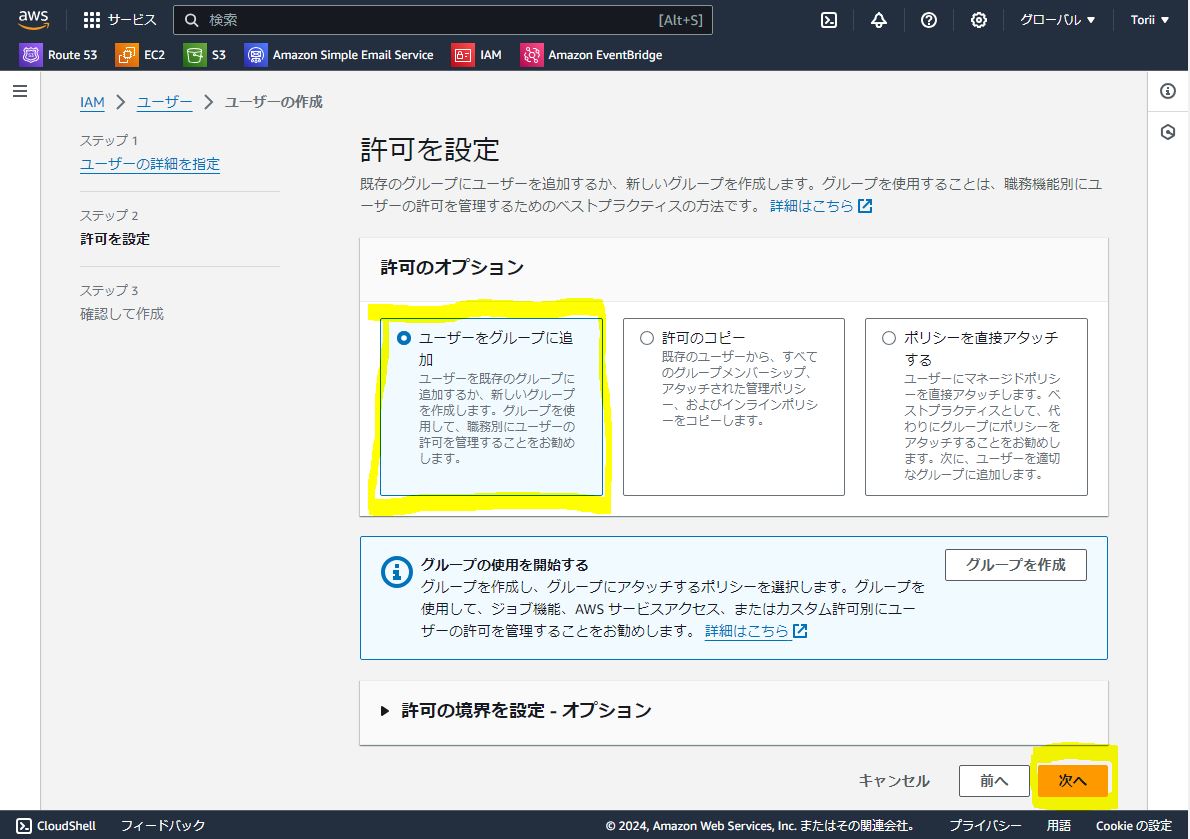 aws
サービス
検索
[Alt+S]
グローバル ▼
Torii ▼
Route 53
EC2
S3
Amazon Simple Email Service
IAM
Amazon EventBridge
IAM > ユーザー > ユーザーの作成
ステップ 1
ユーザーの詳細を指定
ステップ 2
許可を設定
ステップ 3
確認して作成
許可を設定
既存のグループにユーザーを追加するか、新しいグループを作成します。グループを使用することは、職務機能別にユ
ーザーの許可を管理するためのベストプラクティスの方法です。 詳細はこちら
許可のオプション
ユーザーをグループに追
加
ユーザーを既存のグループに
追加するか、新しいグループ
を作成します。グループを使
用して、職務別にユーザーの
許可を管理することをお勧め
します。
許可のコピー
既存のユーザーから、すべて
のグループメンバーシップ、
アタッチされた管理ポリシ
ー、およびインラインポリシ
ーをコピーします。
ポリシーを直接アタッチ
する
ユーザーにマネージドポリシ
ーを直接アタッチします。ベ
ストプラクティスとして、代
わりにグループにポリシーを
アタッチすることをお勧めし
ます。次に、ユーザーを適切
なグループに追加します。
グループの使用を開始する
グループを作成し、グループにアタッチするポリシーを選択します。グループを
使用して、ジョブ機能、AWS サービスアクセス、またはカスタム許可別にユー
ザーの許可を管理することをお勧めします。 詳細はこちら
グループを作成
許可の境界を設定 - オプション
キャンセル
前へ
次へ
CloudShell
フィードバック
© 2024, Amazon Web Services, Inc. またはその関連会社。
プライバシー
用語
Cookie の設定